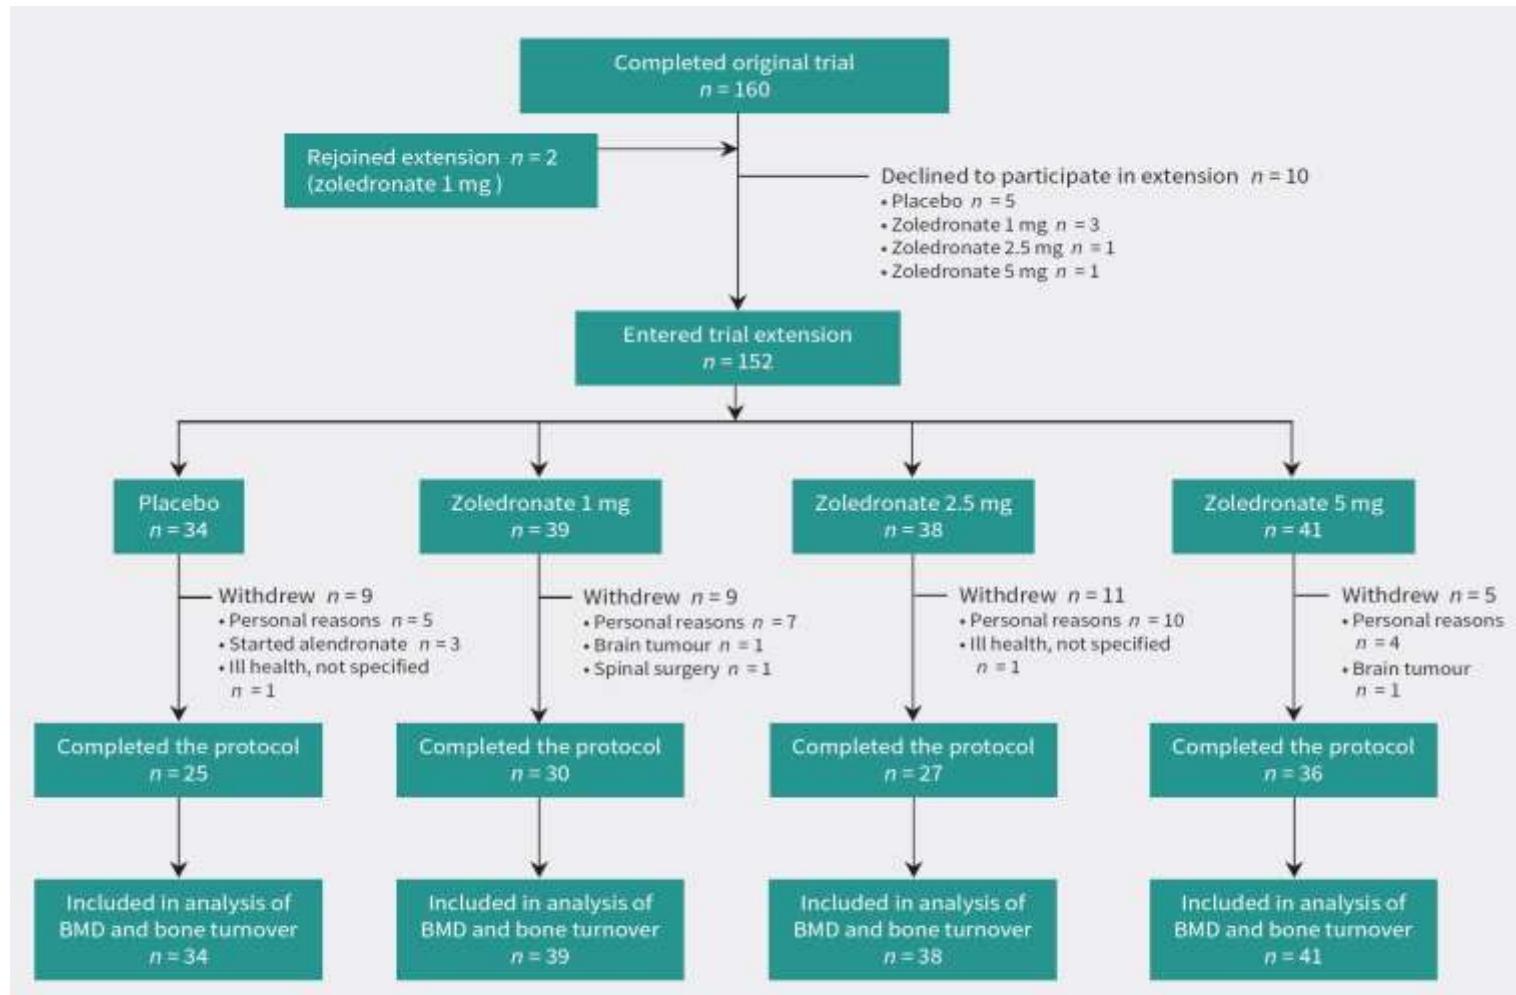 Completed original trial
n = 160
Rejoined extension n = 2
(zoledronate 1 mg )
Declined to participate in extension n = 10
• Placebo n = 5
• Zoledronate 1 mg n = 3
• Zoledronate 2.5 mg n = 1
• Zoledronate 5 mg n = 1
Entered trial extension
n = 152
Placebo
n = 34
Zoledronate 1 mg
n = 39
Zoledronate 2.5 mg
n = 38
Zoledronate 5 mg
n = 41
Withdrew n = 9
• Personal reasons n = 5
• Started alendronate n = 3
• Ill health, not specified
n = 1
Withdrew n = 9
• Personal reasons n = 7
• Brain tumour n = 1
• Spinal surgery n = 1
Withdrew n = 11
• Personal reasons n = 10
• Ill health, not specified
n = 1
Withdrew n = 5
• Personal reasons
n = 4
• Brain tumour
n = 1
Completed the protocol
n = 25
Completed the protocol
n = 30
Completed the protocol
n = 27
Completed the protocol
n = 36
Included in analysis of
BMD and bone turnover
n = 34
Included in analysis of
BMD and bone turnover
n = 39
Included in analysis of
BMD and bone turnover
n = 38
Included in analysis of
BMD and bone turnover
n = 41